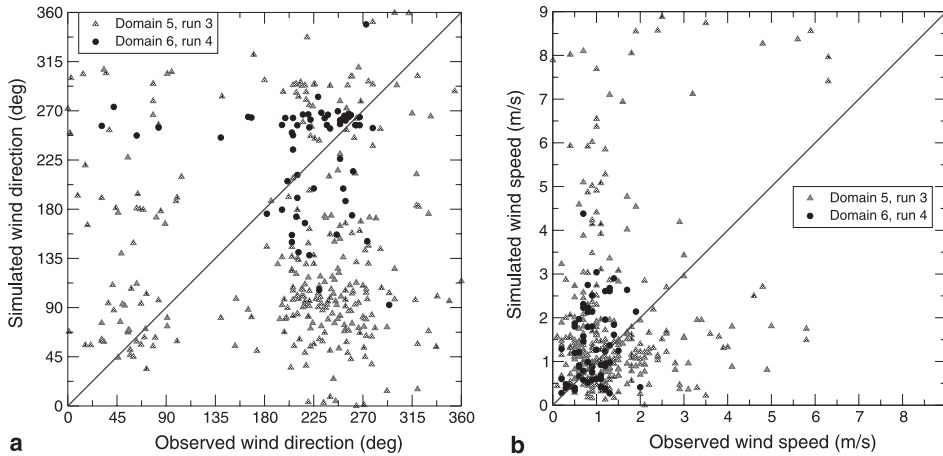 360
315
270
225
180
135
90
45
0
Simulated wind direction (deg)
Domain 5, run 3
Domain 6, run 4
0 45 90 135 180 225 270 315 360
Observed wind direction (deg)
a
9
8
7
6
5
4
3
2
1
0
Simulated wind speed (m/s)
Domain 5, run 3
Domain 6, run 4
0 1 2 3 4 5 6 7 8
Observed wind speed (m/s)
b